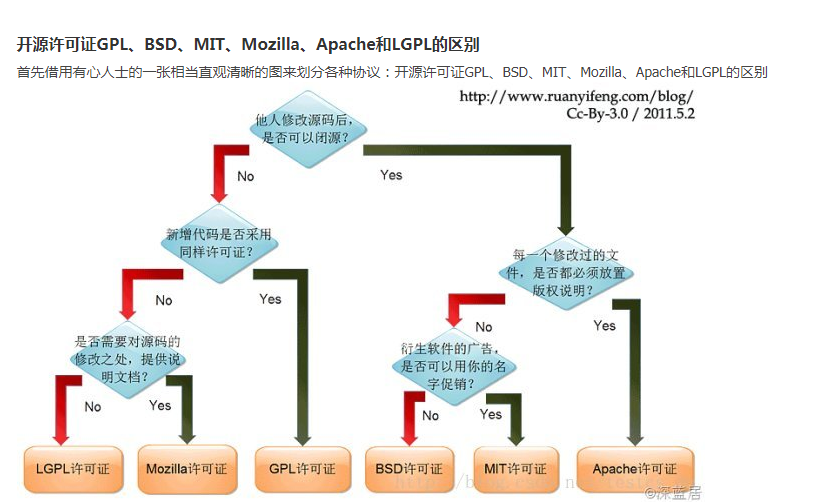 开源许可证GPL、BSD、MIT、Mozilla、Apache和LGPL的区别
首先借用有心人士的一张相当直观清晰的图来划分各种协议：开源许可证GPL、BSD、MIT、Mozilla、Apache和LGPL的区别
http://www.ruanyifeng.com/blog/
Cc-By-3.0 / 2011.5.2
他人修改源码后，
是否可以闭源？
No
Yes
新增代码是否采用
同样许可证？
每一个修改过的文
件，是否都必须放置
版权说明？
No
Yes
No
Yes
是否需要对源码的
修改之处，提供说
明文档？
衍生软件的广告，
是否可以用你的名
字促销？
No
Yes
No
Yes
LGPL许可证
Mozilla许可证
GPL许可证
BSD许可证
MIT许可证
Apache许可证
http://blog.csdn.net/
@深蓝居